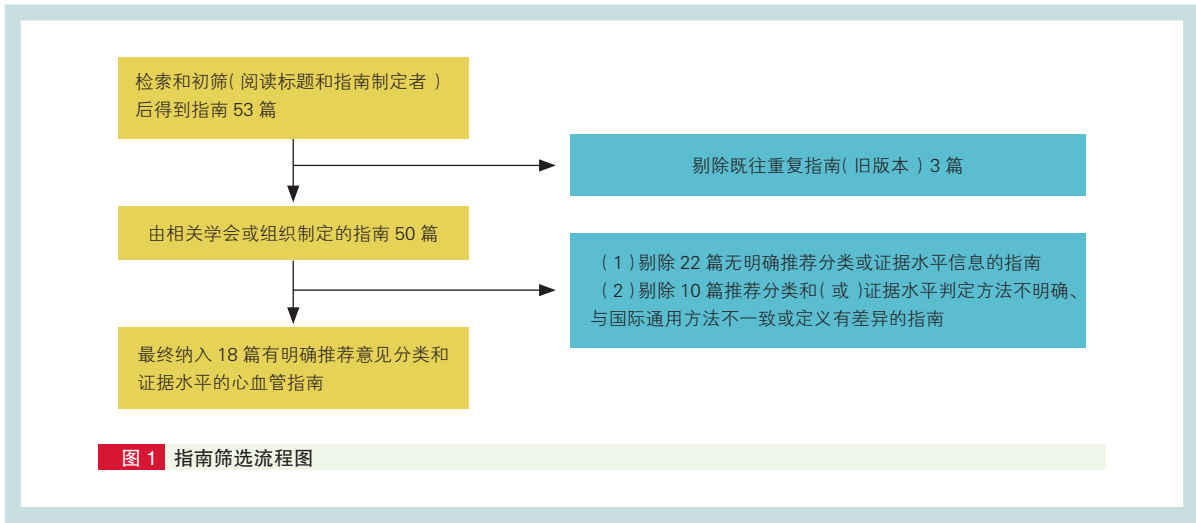 检索和初筛(阅读标题和指南制定者)
后得到指南 53 篇
剔除既往重复指南(旧版本)3 篇
由相关学会或组织制定的指南 50 篇
(1)剔除 22 篇无明确推荐分类或证据水平信息的指南
(2)剔除 10 篇推荐分类和(或)证据水平判定方法不明确、
与国际通用方法不一致或定义有差异的指南
最终纳入 18 篇有明确推荐意见分类和
证据水平的心血管指南
图 1 指南筛选流程图